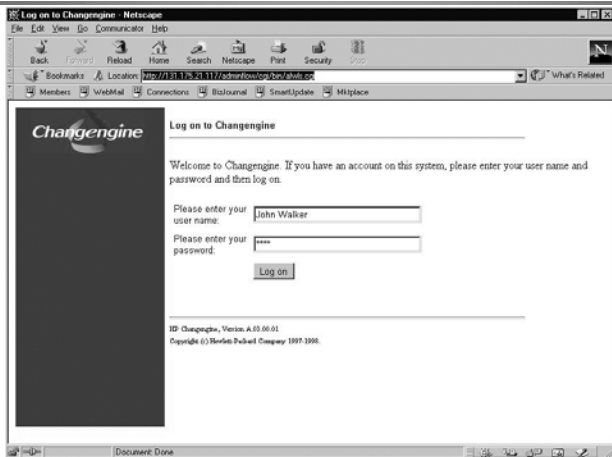 Log on to Changengine - Netscape
File Edit View Go Communicator Help
Back Forward Reload Home Search Netscape Print Security Stop
Bookmarks Location: http://131.175.21.117/adminflow/cgi/bin/
What's Related
Members WebMail Connections BizJournal SmartUpdate Mktplace
Changengine
Log on to Changengine
Welcome to Changengine. If you have an account on this system, please enter your user name and
password and then log on.
Please enter your
user name:
John Walker
Please enter your
password:
****
Log on
HP Changengine, Version A.03.00.01
Copyright (c) Hewlett-Packard Company 1997-1998.
Document: Done